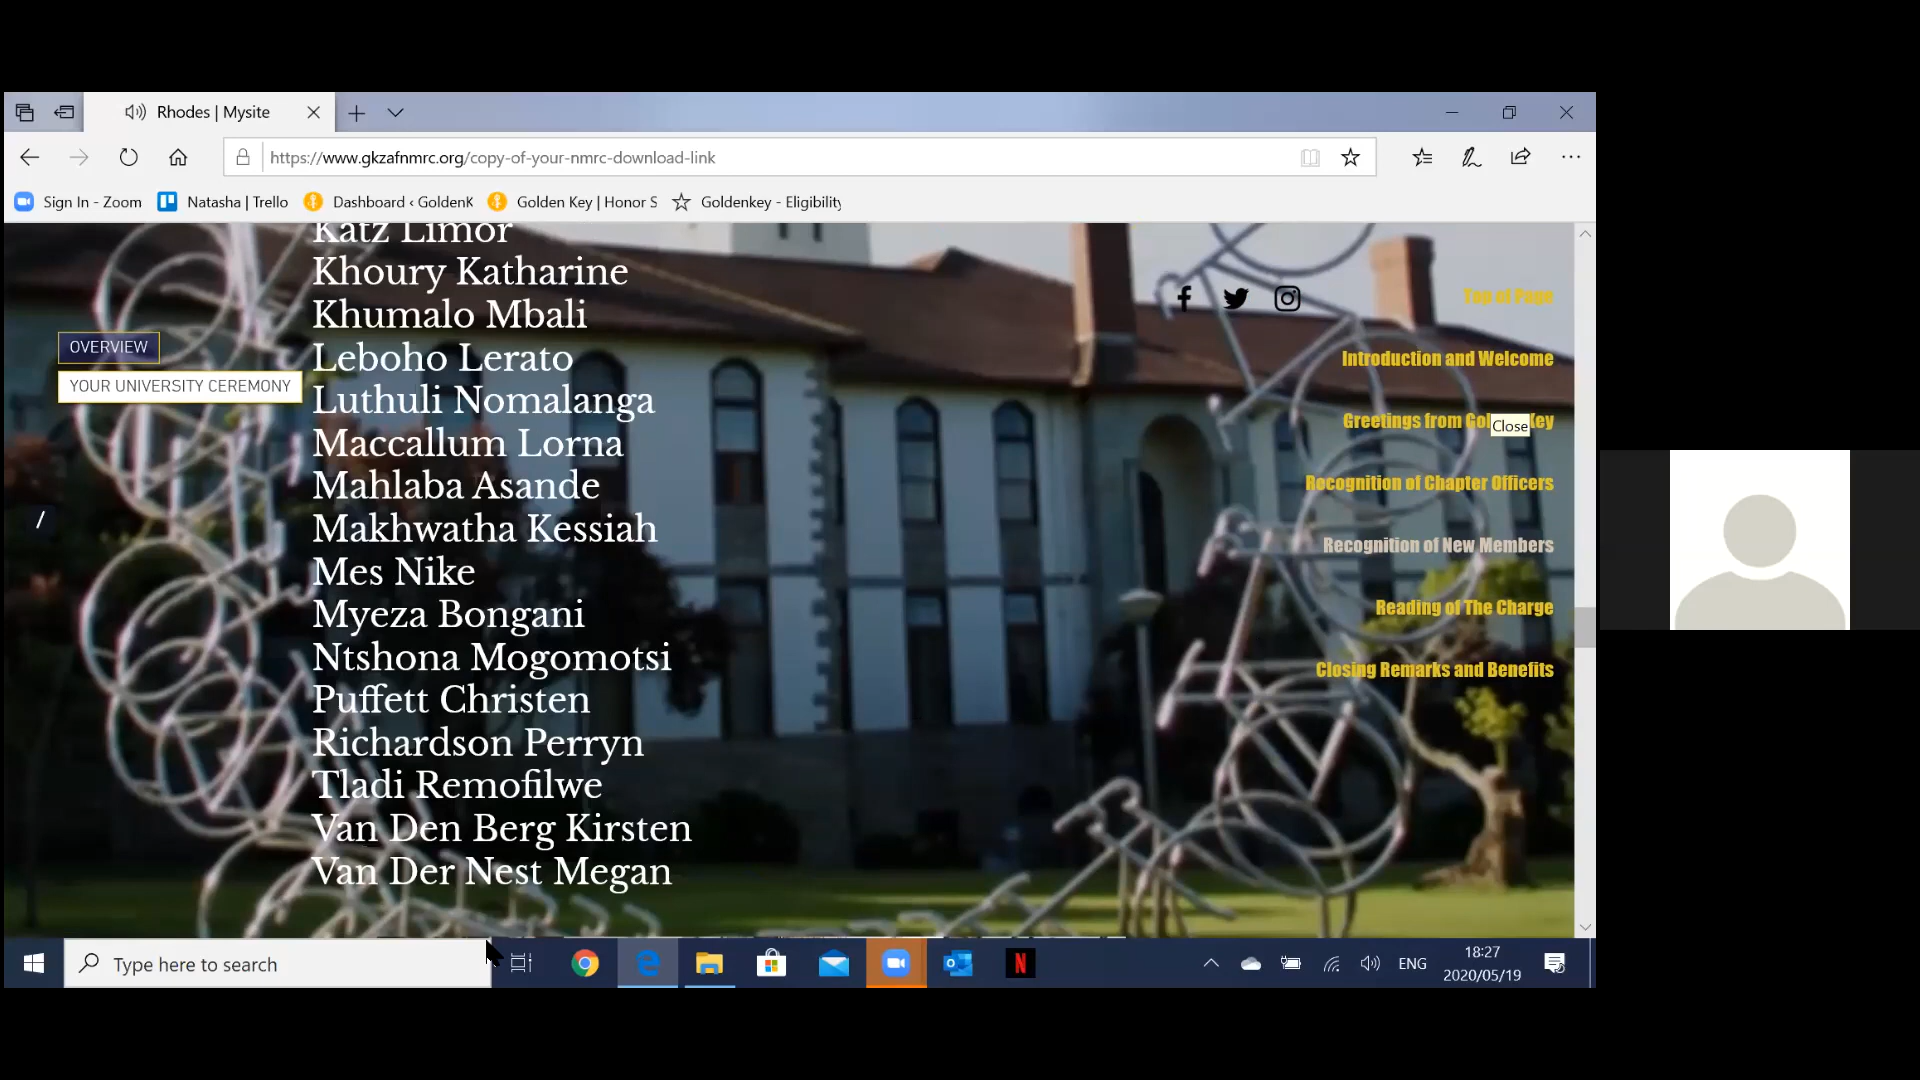 Rhodes | Mysite
https://www.gkzafnmrc.org/copy-of-your-nmrc-download-link
Sign In - Zoom
Natasha | Trello
Dashboard ‹ GoldenK
Golden Key | Honor S
Goldenkey - Eligibility
Katz Limor
Khoury Katharine
Khumalo Mbali
Leboho Lerato
Luthuli Nomalanga
Maccallum Lorna
Mahlaba Asande
Makhwatha Kessiah
Mes Nike
Myeza Bongani
Ntshona Mogomotsi
Puffett Christen
Richardson Perryn
Tladi Remofilwe
Van Den Berg Kirsten
Van Der Nest Megan
OVERVIEW
YOUR UNIVERSITY CEREMONY
/
Top of Page
Introduction and Welcome
Greetings from Gol Key
Close
Recognition of Chapter Officers
Recognition of New Members
Reading of The Charge
Closing Remarks and Benefits
Type here to search
N
ENG
18:27
2020/05/19